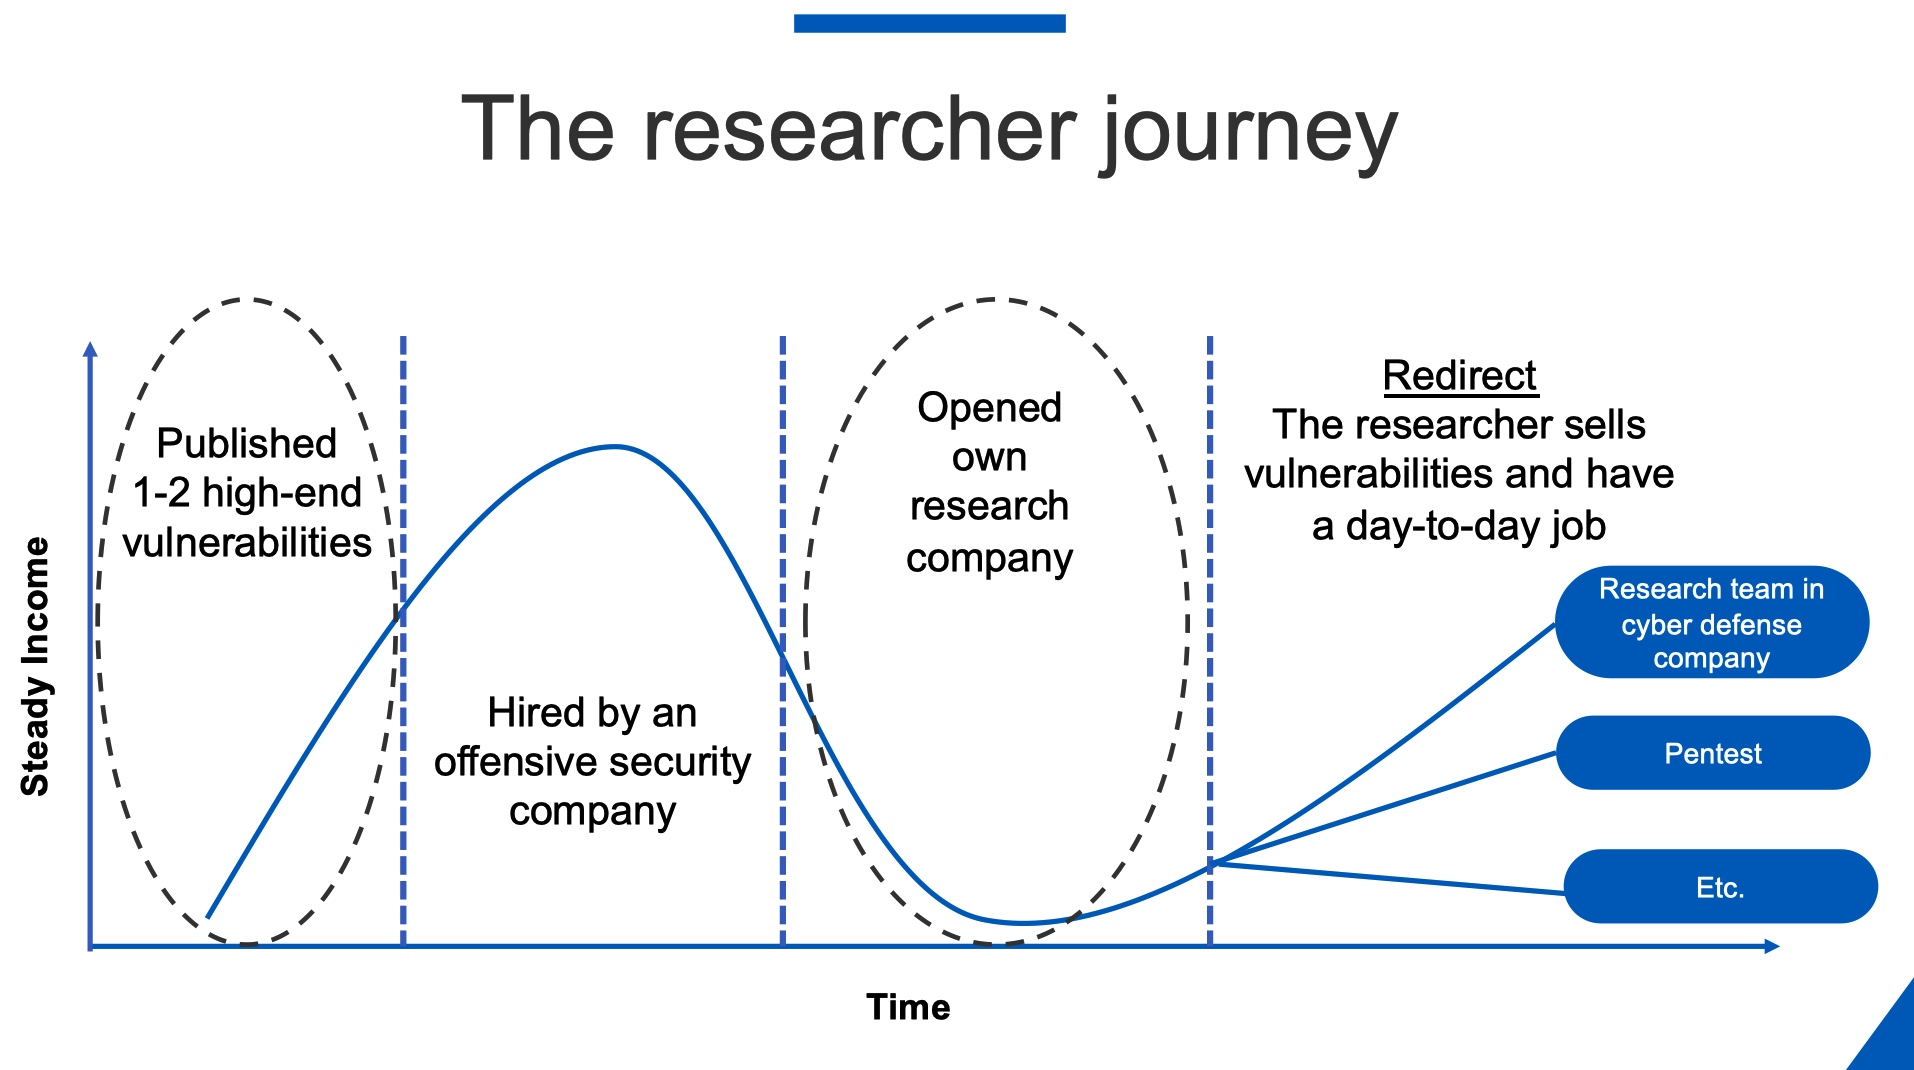 The researcher journey
Published
1-2 high-end
vulnerabilities
Hired by an
offensive security
company
Opened
own
research
company
Redirect
The researcher sells
vulnerabilities and have
a day-to-day job
Research team in
cyber defense
company
Pentest
Etc.
Steady Income
Time